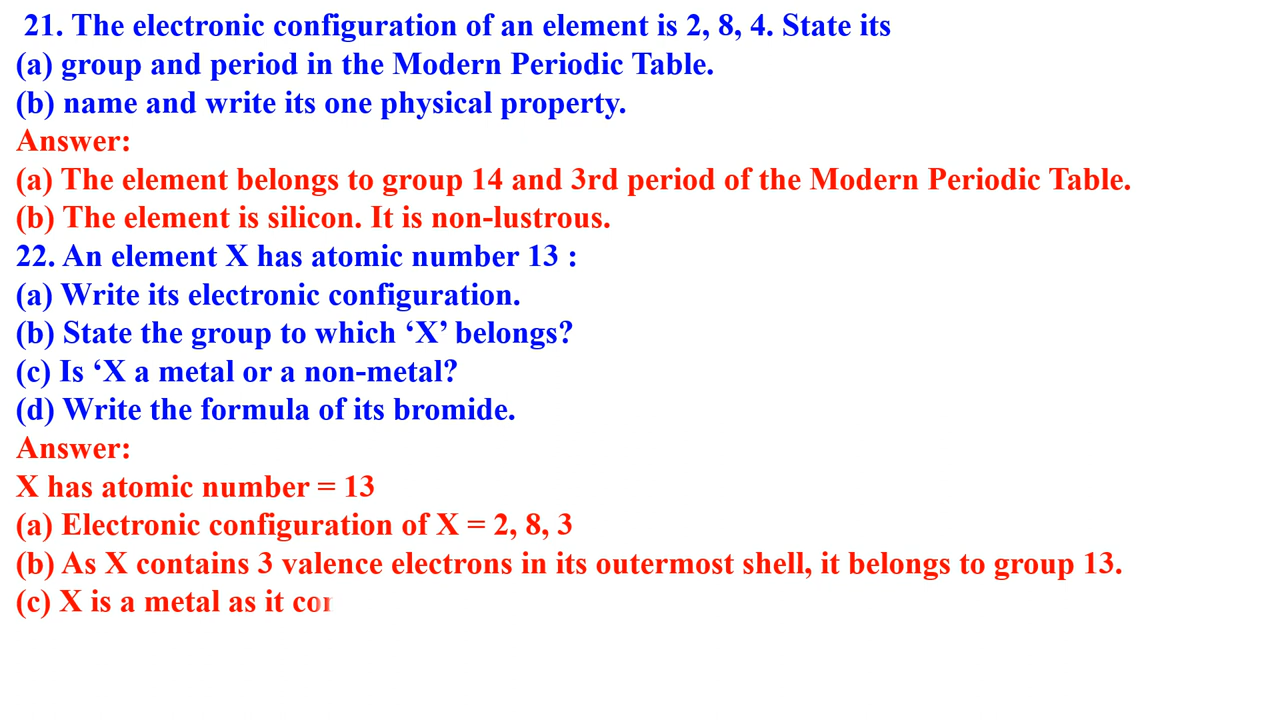 21. The electronic configuration of an element is 2, 8, 4. State its
(a) group and period in the Modern Periodic Table.
(b) name and write its one physical property.
Answer:
(a) The element belongs to group 14 and 3rd period of the Modern Periodic Table.
(b) The element is silicon. It is non-lustrous.
22. An element X has atomic number 13 :
(a) Write its electronic configuration.
(b) State the group to which ‘X’ belongs?
(c) Is ‘X a metal or a non-metal?
(d) Write the formula of its bromide.
Answer:
X has atomic number = 13
(a) Electronic configuration of X = 2, 8, 3
(b) As X contains 3 valence electrons in its outermost shell, it belongs to group 13.
(c) X is a metal as it